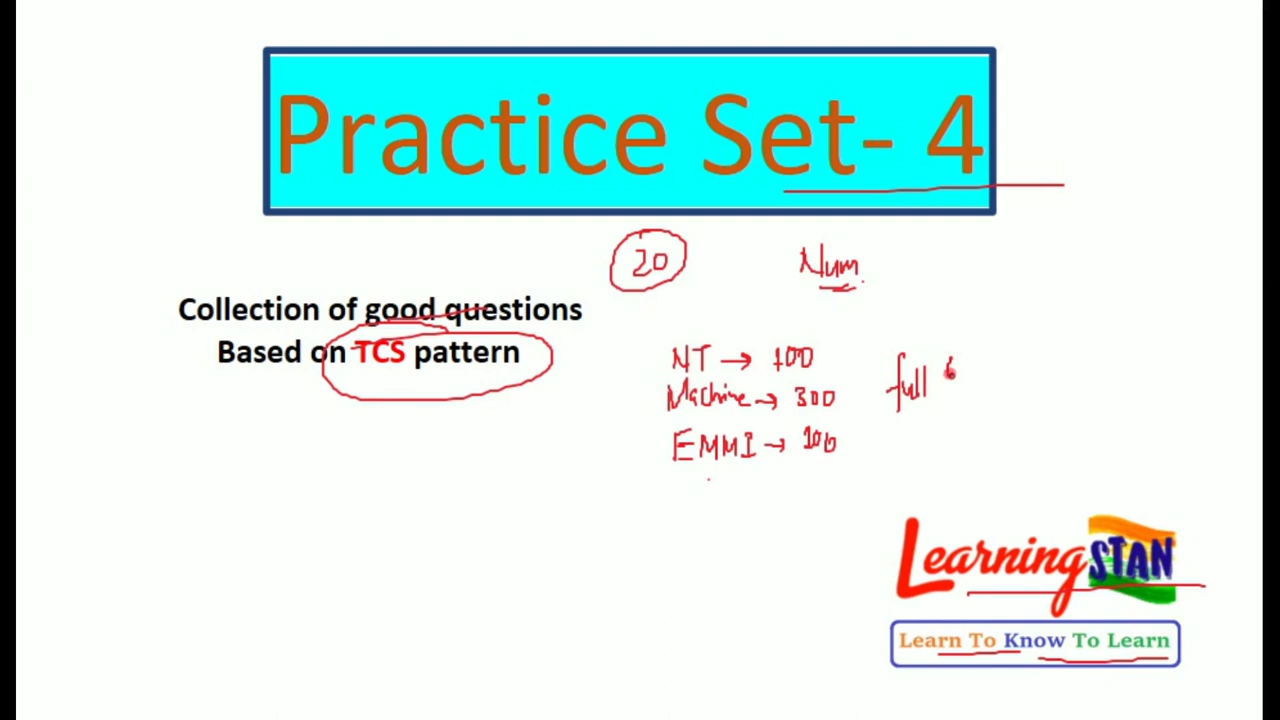 Practice Set- 4
20
Num
Collection of good questions
Based on TCS pattern
NT → 100
Machine → 300
EMMI → 100
full
LearningSTAN
Learn To Know To Learn